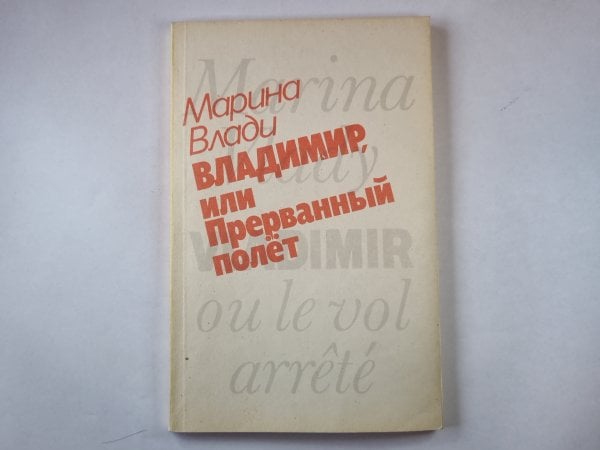 Марина
Влади
ВЛАДИМИР,
или
Прерванный
полёт
Marina
Vlady
VLADIMIR
ou le vol
arrêté